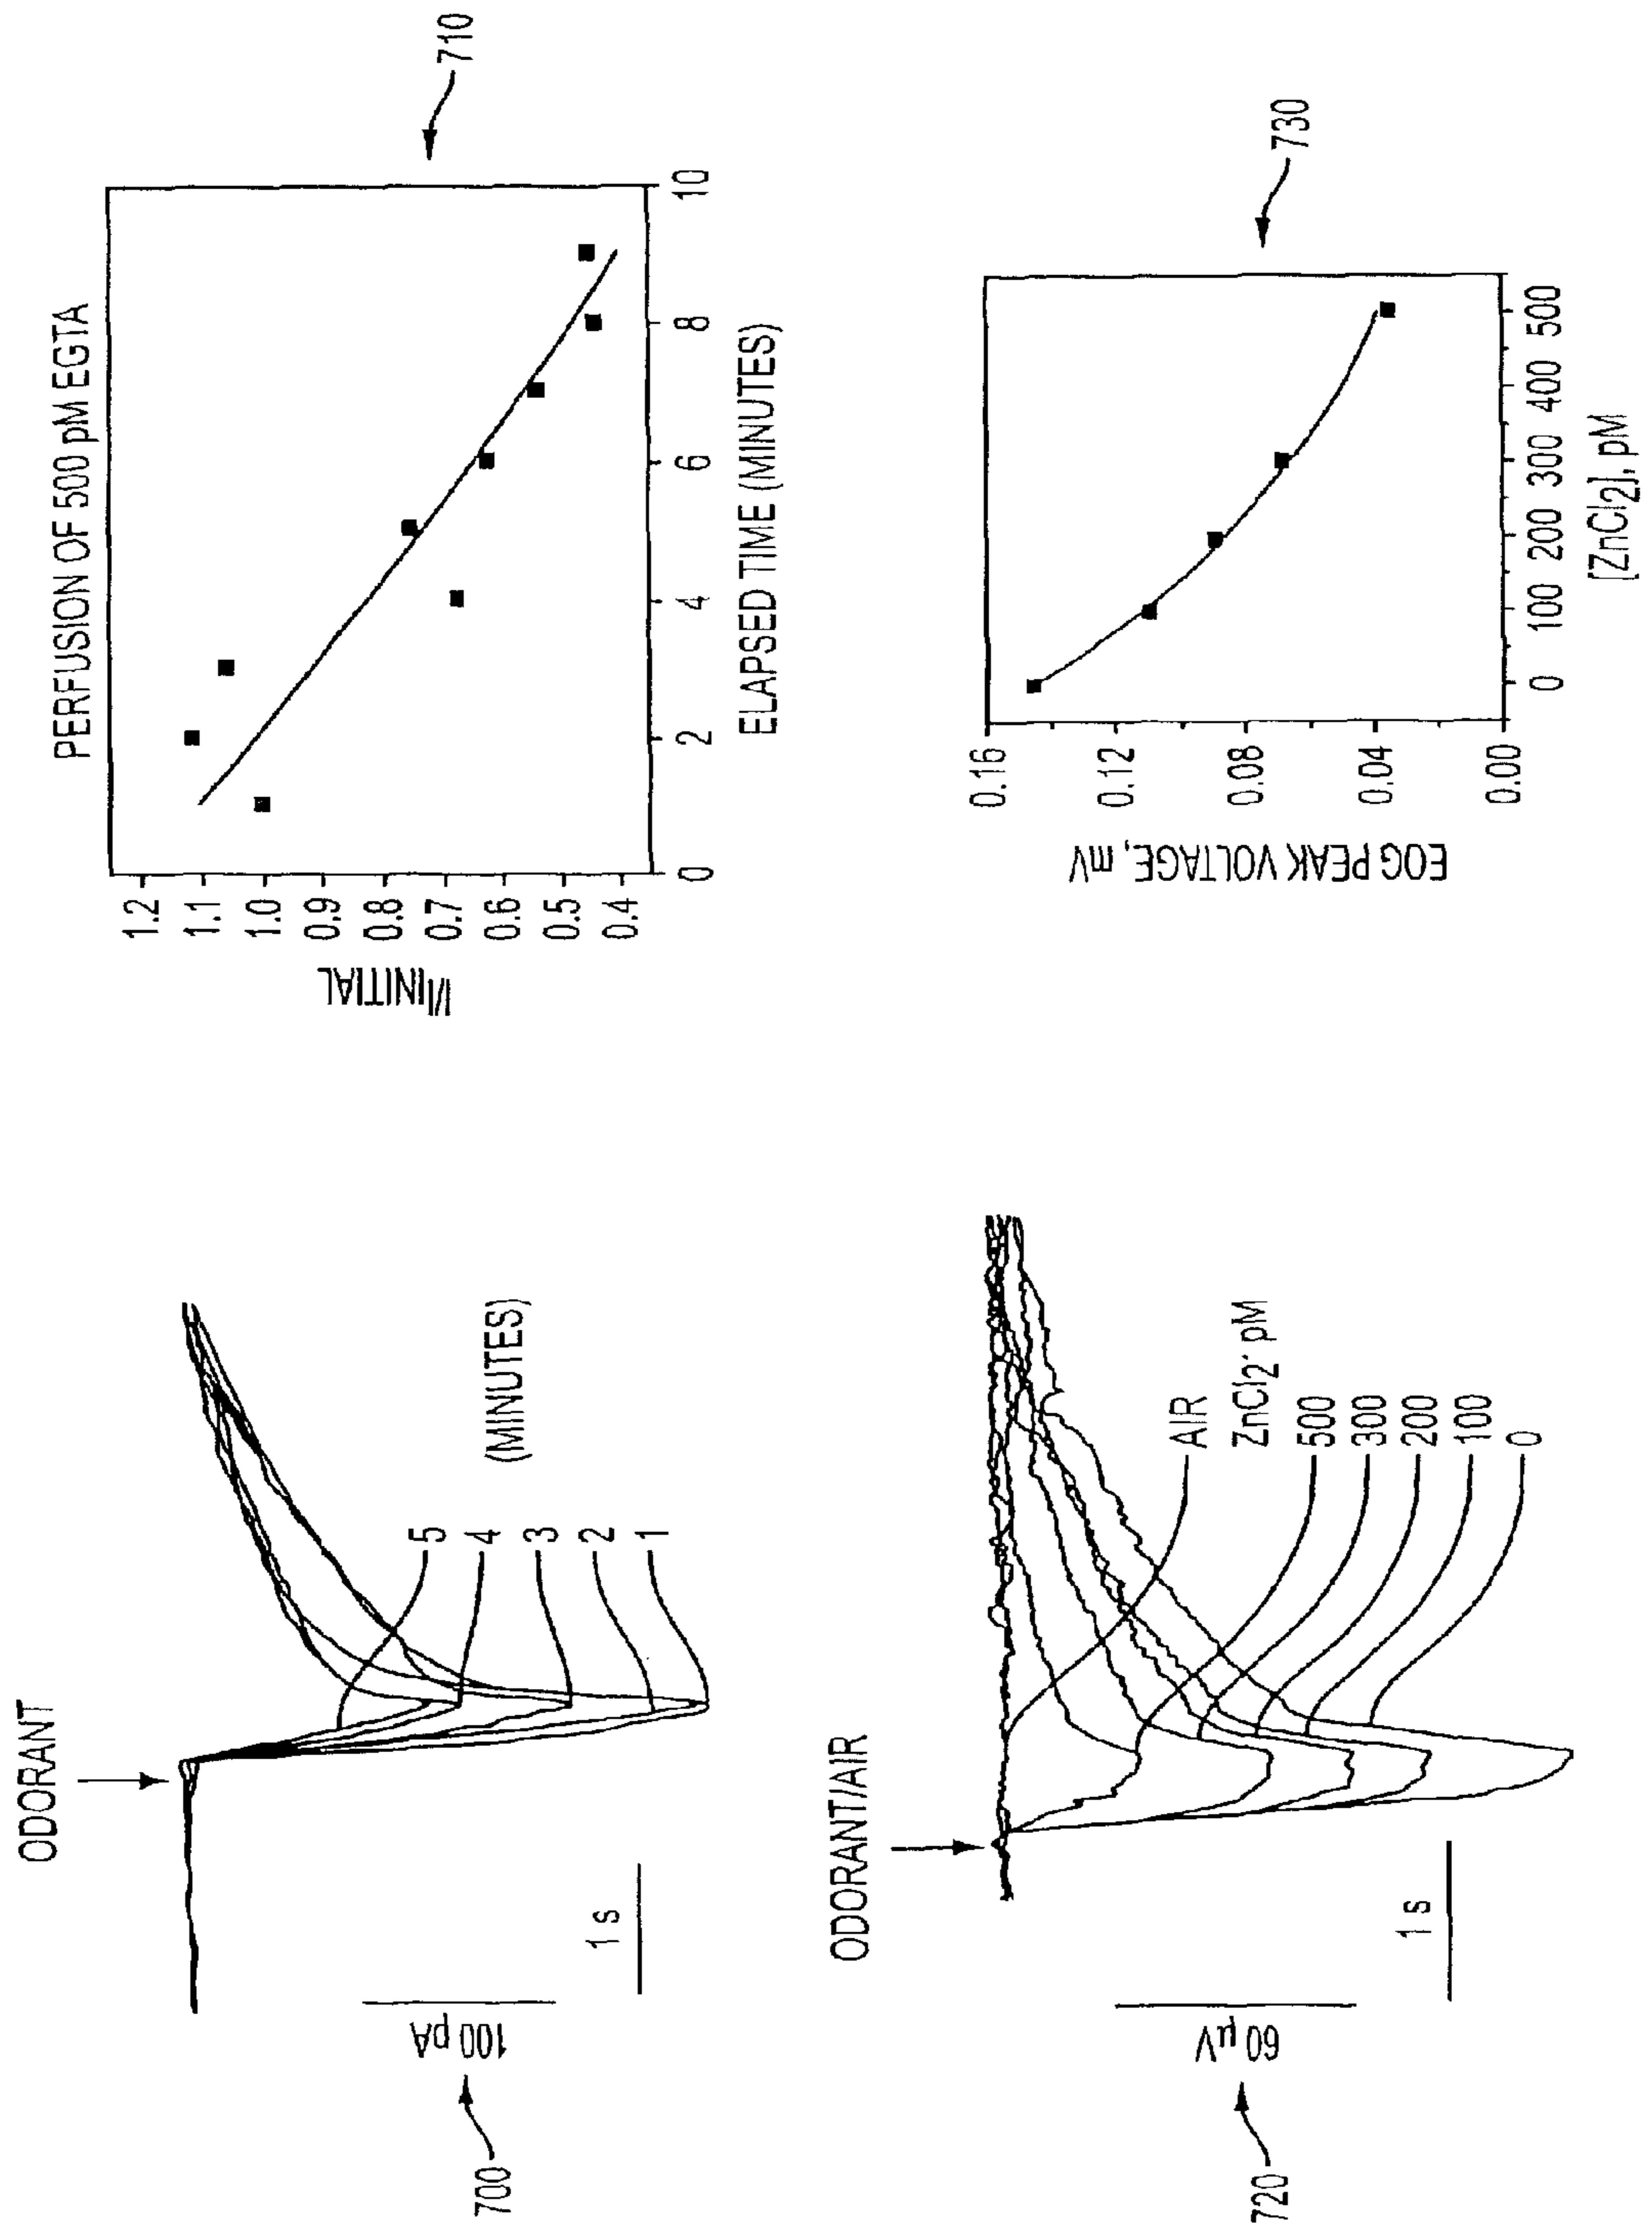 ODORANT
700
100 pA
1 s
5
4
3
2
1
(MINUTES)
PERFUSION OF 500 pM EGTA
710
I/IINITIAL
1.2
1.1
1.0
0.9
0.8
0.7
0.6
0.5
0.4
0 2 4 6 8 10
ELAPSED TIME (MINUTES)
ODORANT/AIR
720
60 µV
1 s
AIR
ZnCl2, pM
500
300
200
100
0
730
EOG PEAK VOLTAGE, mV
0.16
0.12
0.08
0.04
0.00
0 100 200 300 400 500
[ZnCl2], pM